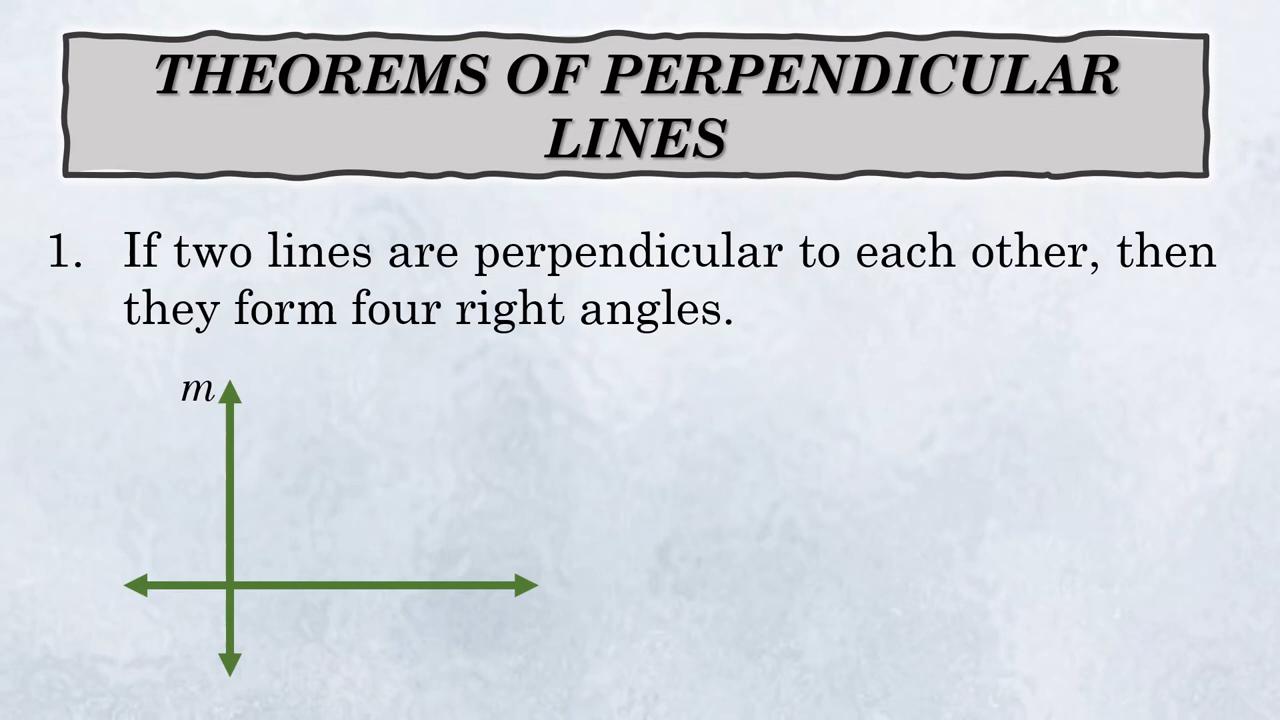 THEOREMS OF PERPENDICULAR
LINES
1. If two lines are perpendicular to each other, then
they form four right angles.
m